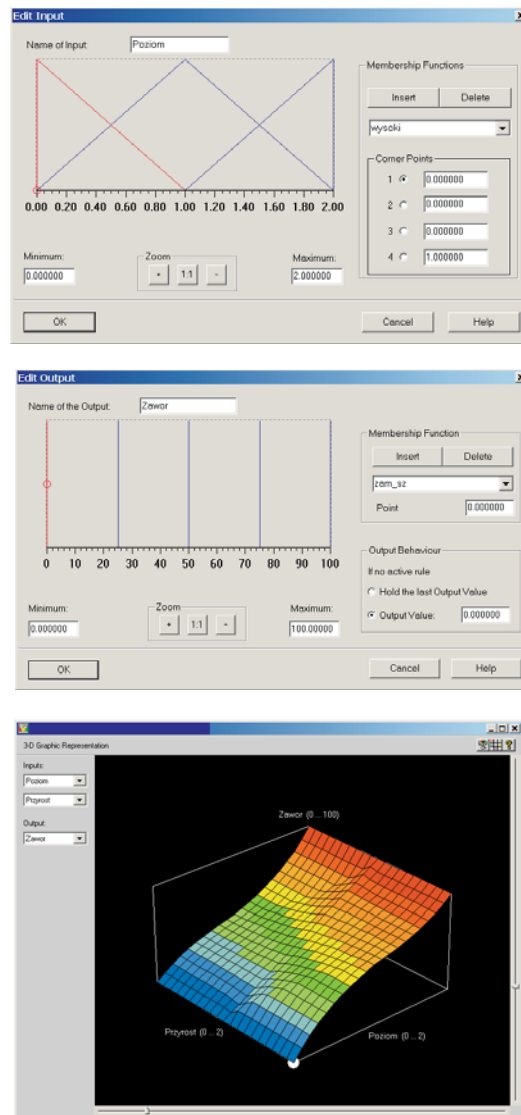 Edit Input
Name of Input: Poziom
Membership Functions
Insert Delete
wysoki
Corner Points
1 0.000000
2 0.000000
3 0.000000
4 1.000000
0.00 0.20 0.40 0.60 0.80 1.00 1.20 1.40 1.60 1.80 2.00
Minimum: Zoom Maximum:
0.000000 + 1:1 - 2.000000
OK Cancel Help
Edit Output
Name of the Output: Zawor
Membership Function
Insert Delete
zam_sz
Point 0.000000
0 10 20 30 40 50 60 70 80 90 100
Output Behaviour
If no active rule
Hold the last Output Value
Output Value: 0.000000
Minimum: Zoom Maximum:
0.000000 + 1:1 - 100.00000
OK Cancel Help
3-D Graphic Representation
Inputs:
Poziom
Przyrost
Output:
Zawor
Zawor (0 ... 100)
Przyrost (0 ... 2)
Poziom (0 ... 2)